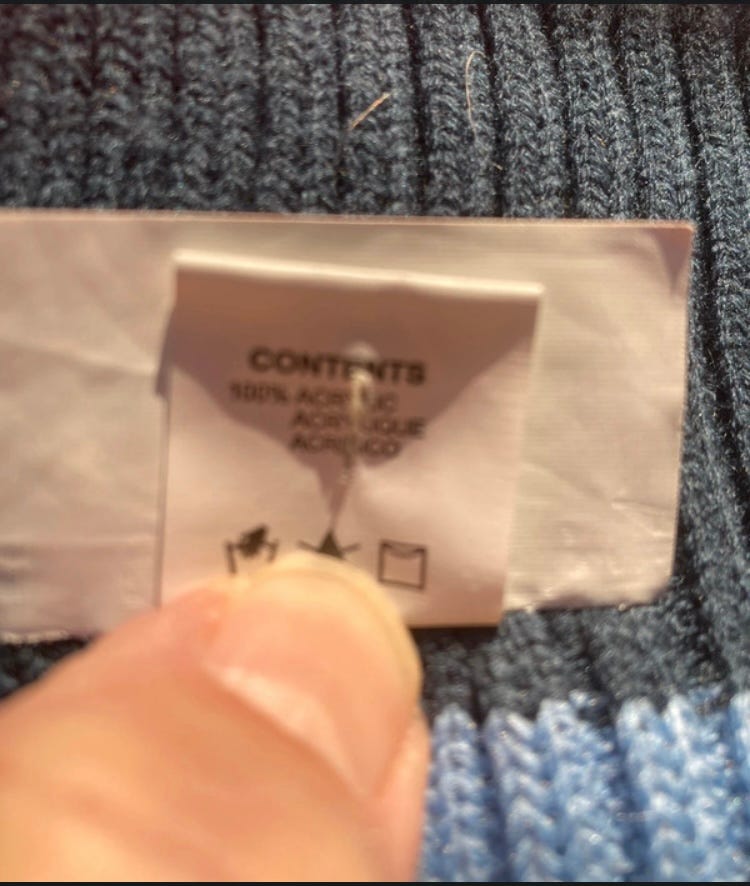 CONTENTS
100% ACRYLIC
ACRYLIQUE
ACRILICO